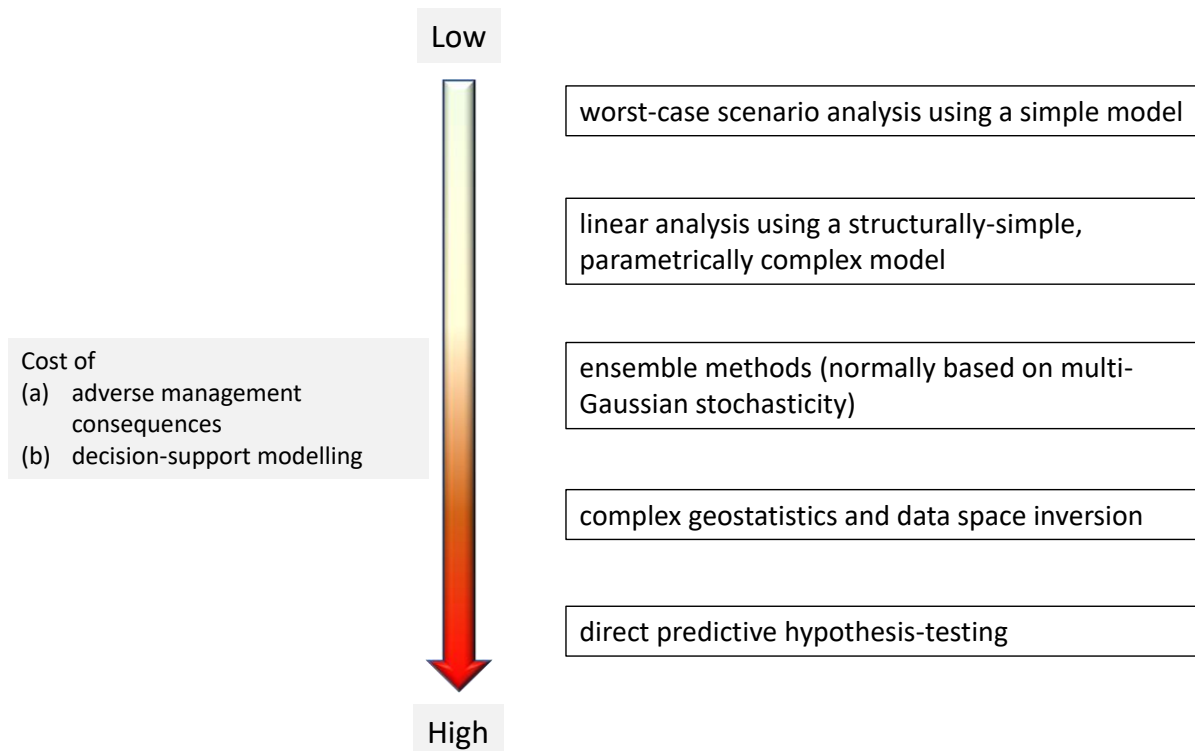 Low
worst-case scenario analysis using a simple model
linear analysis using a structurally-simple,
parametrically complex model
Cost of
(a) adverse management
consequences
(b) decision-support modelling
ensemble methods (normally based on multi-
Gaussian stochasticity)
complex geostatistics and data space inversion
direct predictive hypothesis-testing
High